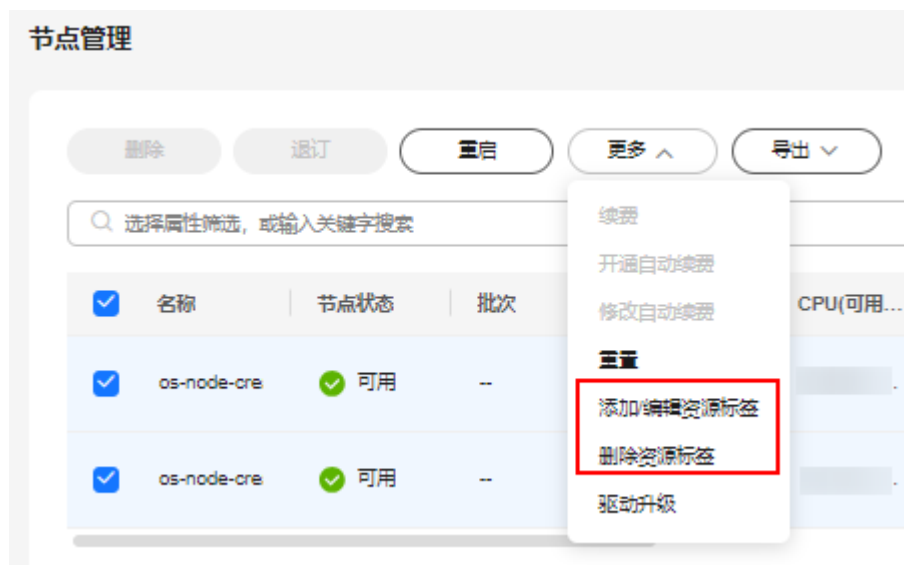 节点管理
删除 退订 重启 更多 导出
选择属性筛选，或输入关键字搜索
名称 节点状态 批次 CPU(可用...
os-node-cre 可用 --
os-node-cre 可用 --
续费
开通自动续费
修改自动续费
重置
添加/编辑资源标签
删除资源标签
驱动升级